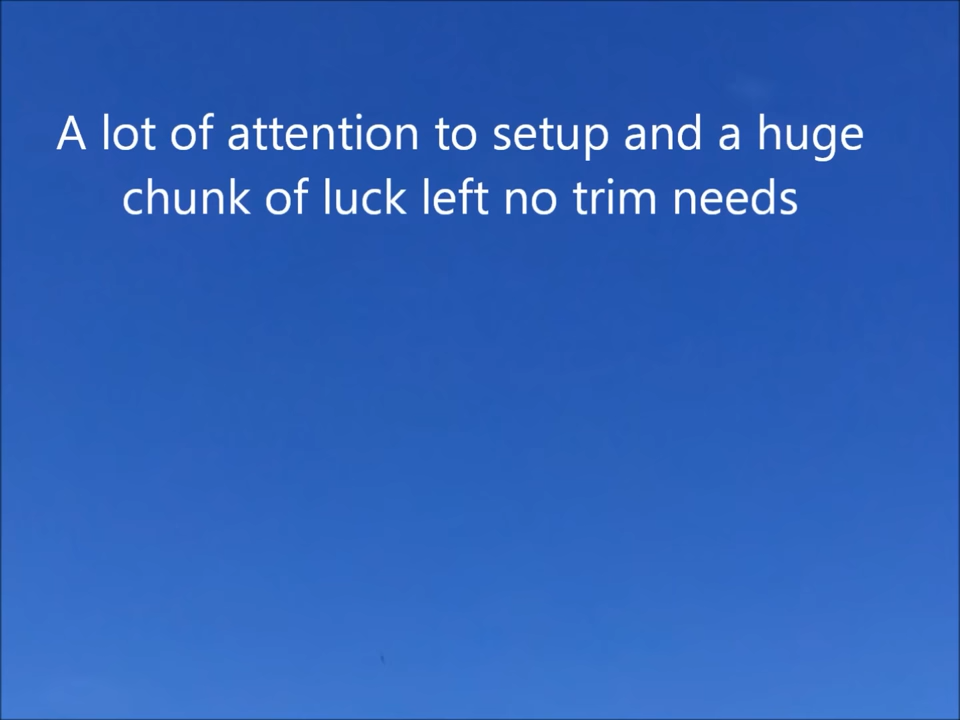 A lot of attention to setup and a huge
chunk of luck left no trim needs